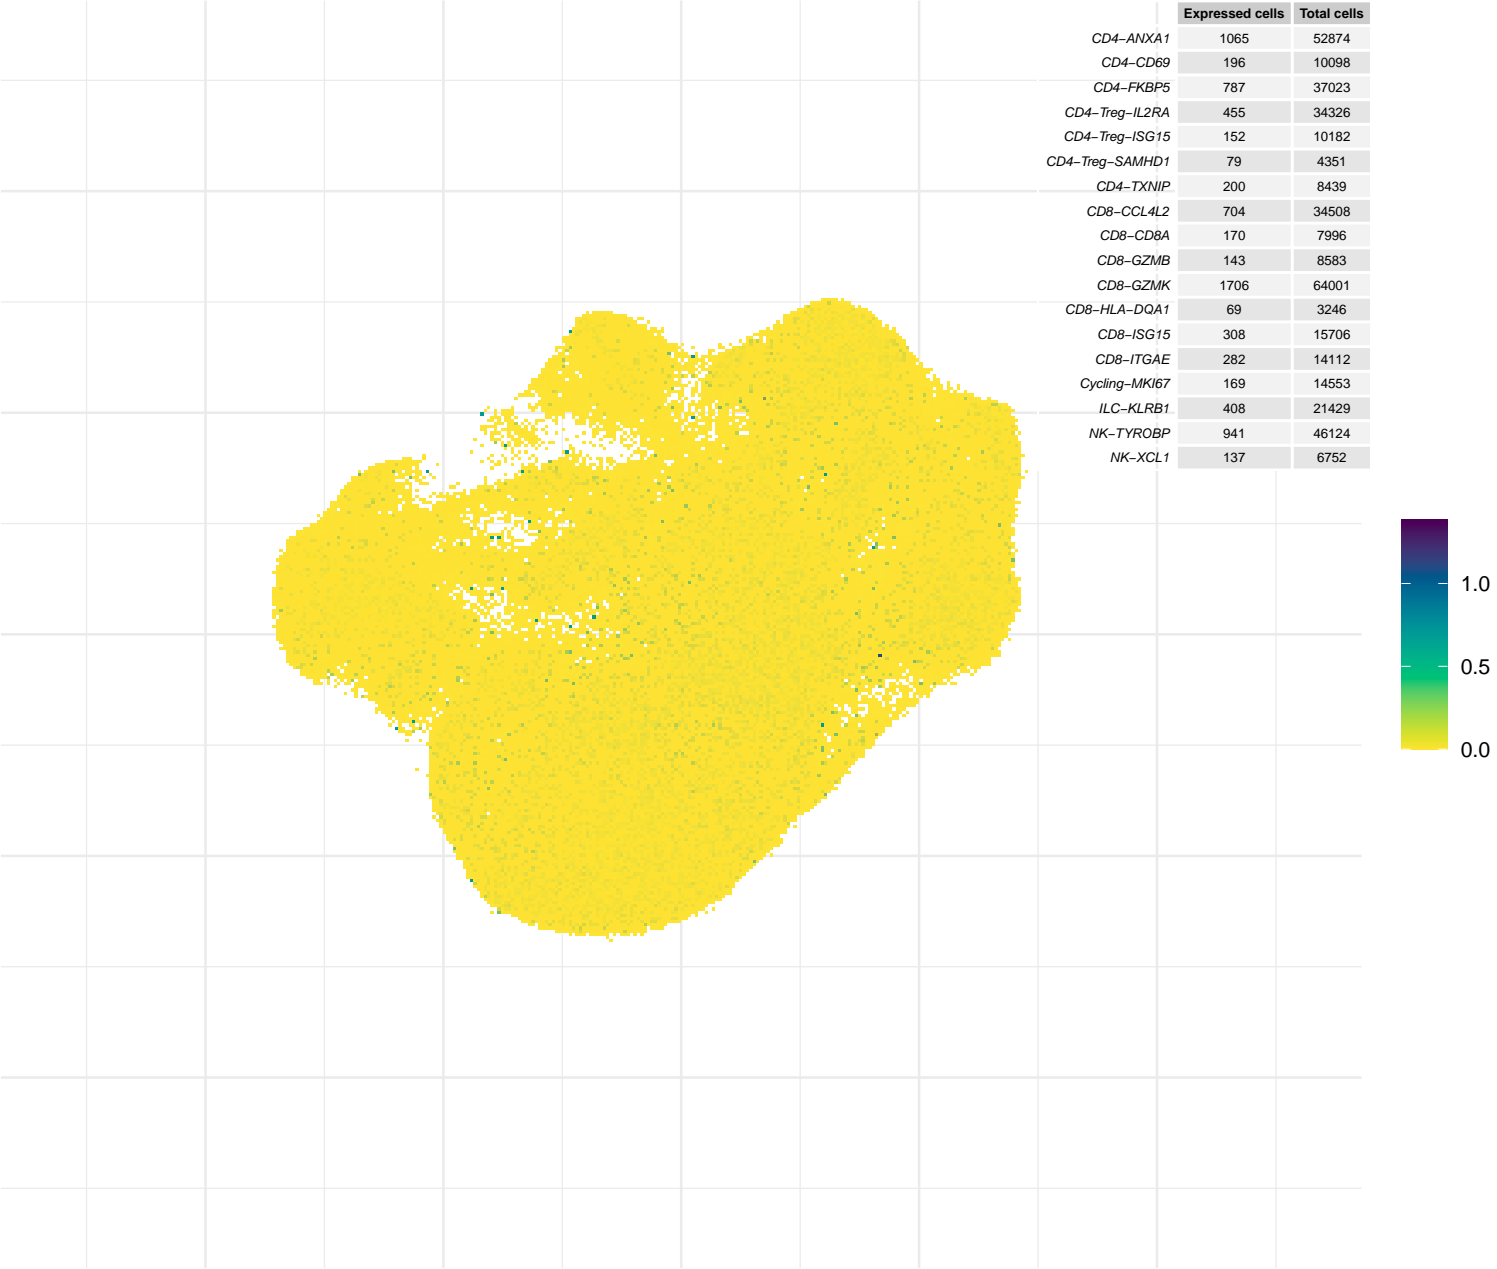 Expressed cells Total cells
CD4−ANXA1 1065 52874
CD4−CD69 196 10098
CD4−FKBP5 787 37023
CD4−Treg−IL2RA 455 34326
CD4−Treg−ISG15 152 10182
CD4−Treg−SAMHD1 79 4351
CD4−TXNIP 200 8439
CD8−CCL4L2 704 34508
CD8−CD8A 170 7996
CD8−GZMB 143 8583
CD8−GZMK 1706 64001
CD8−HLA−DQA1 69 3246
CD8−ISG15 308 15706
CD8−ITGAE 282 14112
Cycling−MKI67 169 14553
ILC−KLRB1 408 21429
NK−TYROBP 941 46124
NK−XCL1 137 6752
1.0
0.5
0.0